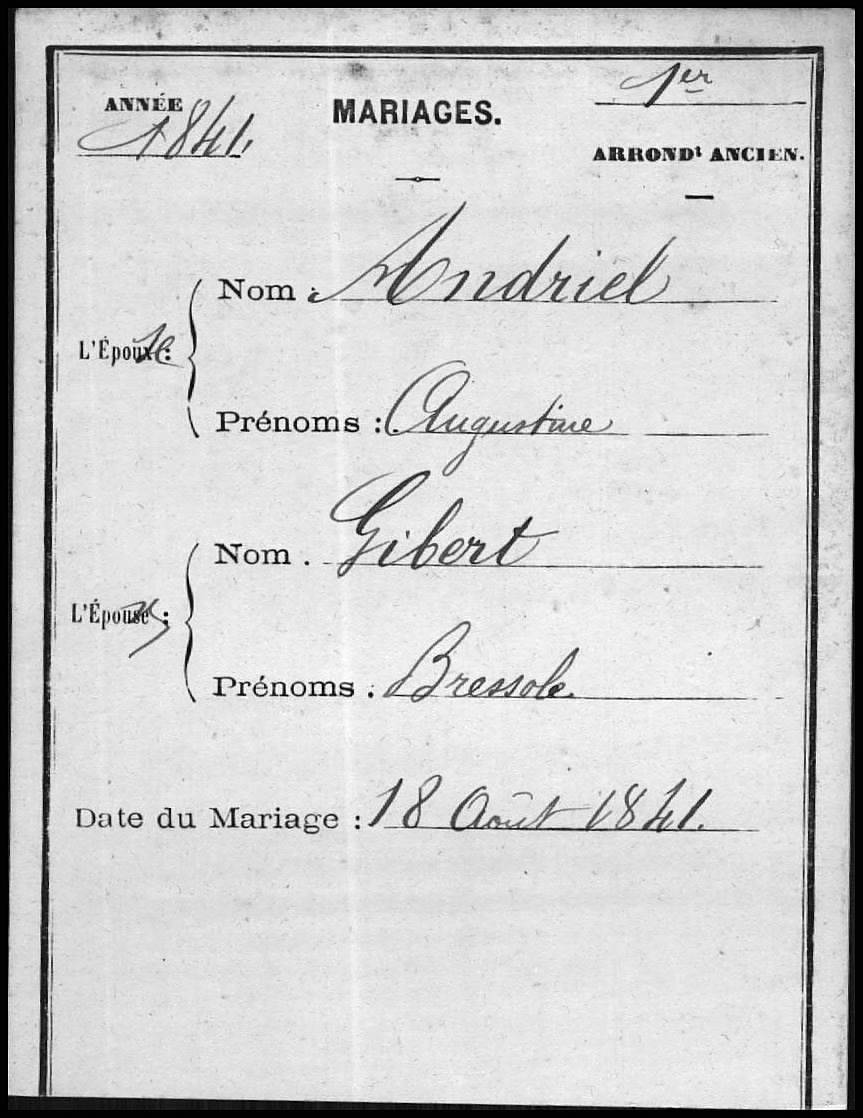 ANNÉE
1841.
MARIAGES.
1er
ARRONDt ANCIEN.
Nom : Andriel
L'Épouse :
Prénoms : Augustine
Nom : Gibert
L'Époux :
Prénoms : Bressole.
Date du Mariage : 18 Août 1841.